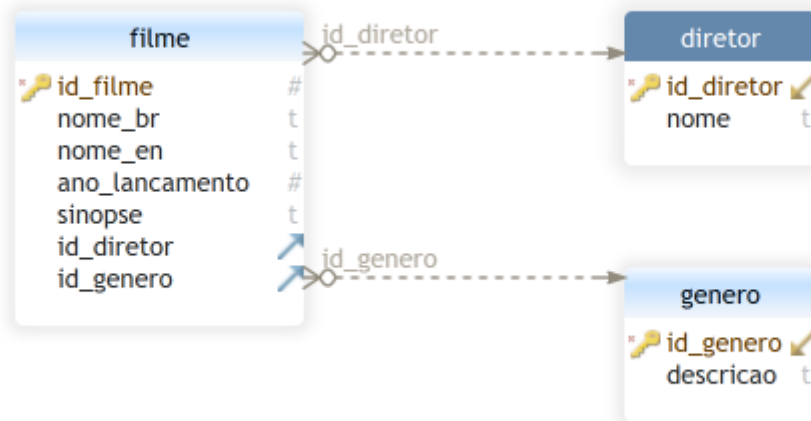 filme
id_filme #
nome_br t
nome_en t
ano_lancamento #
sinopse t
id_diretor
id_genero
id_diretor
id_genero
diretor
id_diretor
nome t
genero
id_genero
descricao t